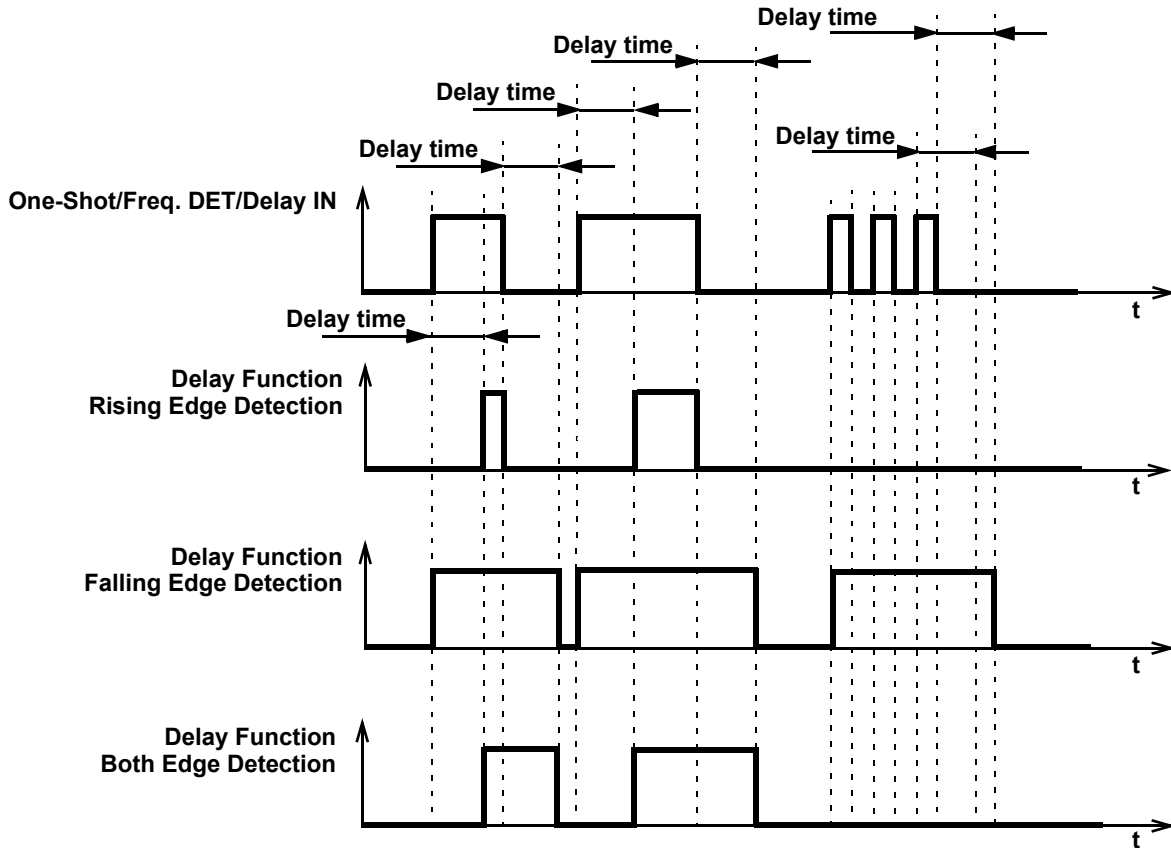 Delay time
Delay time
Delay time
Delay time
Delay time
One-Shot/Freq. DET/Delay IN
t
Delay time
Delay Function
Rising Edge Detection
t
Delay Function
Falling Edge Detection
t
Delay Function
Both Edge Detection
t